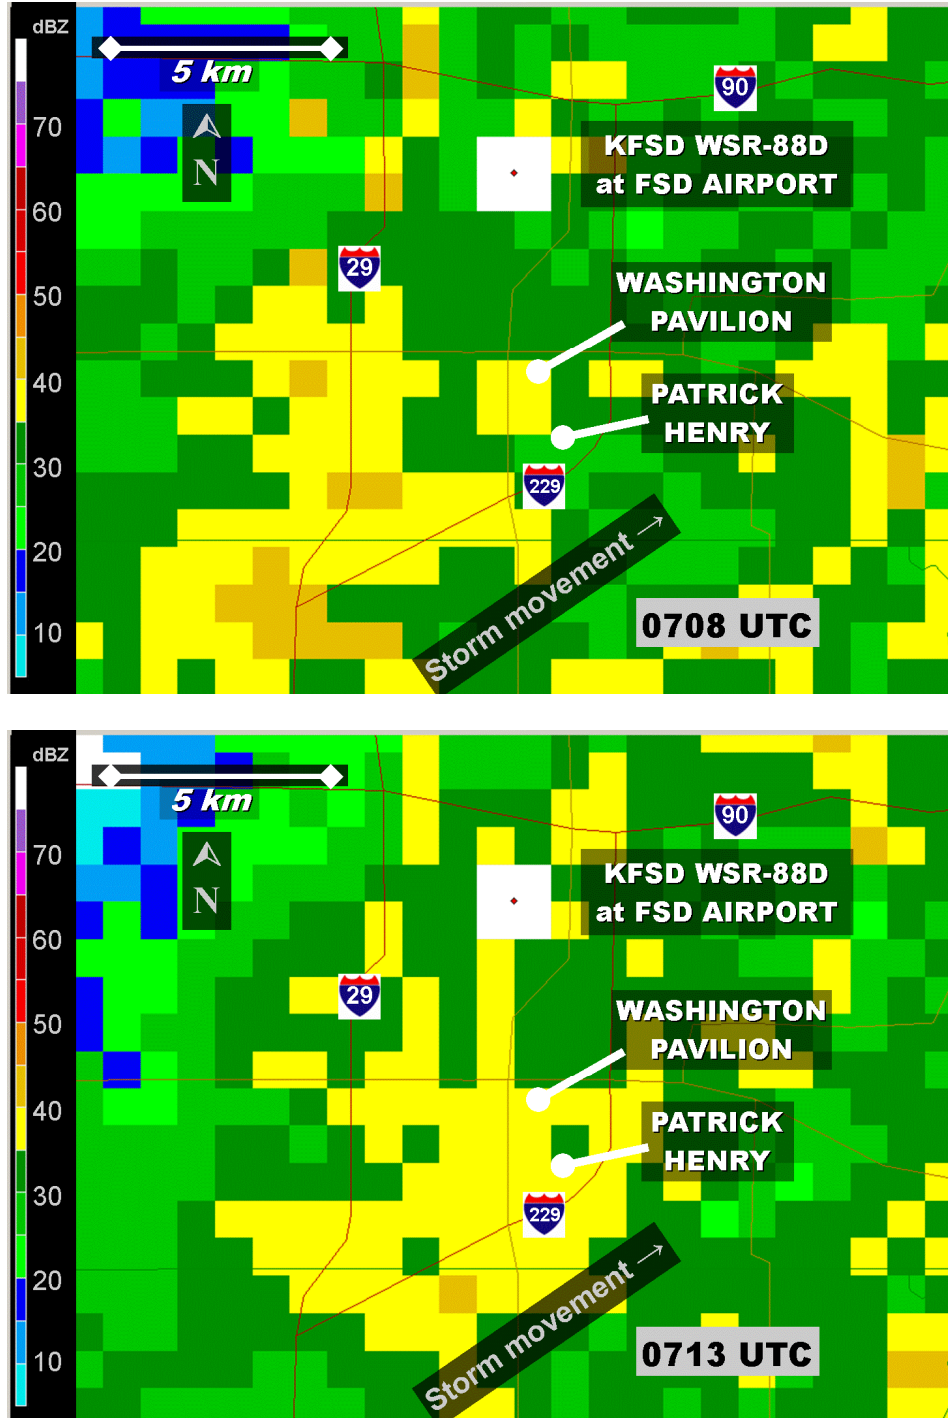 dBZ
5 km
90
70
N
KFSD WSR-88D
at FSD AIRPORT
60
29
WASHINGTON
PAVILION
50
40
PATRICK
HENRY
30
229
20
Storm movement →
0708 UTC
10
dBZ
5 km
90
70
N
KFSD WSR-88D
at FSD AIRPORT
60
29
WASHINGTON
PAVILION
50
40
PATRICK
HENRY
30
229
20
Storm movement →
0713 UTC
10